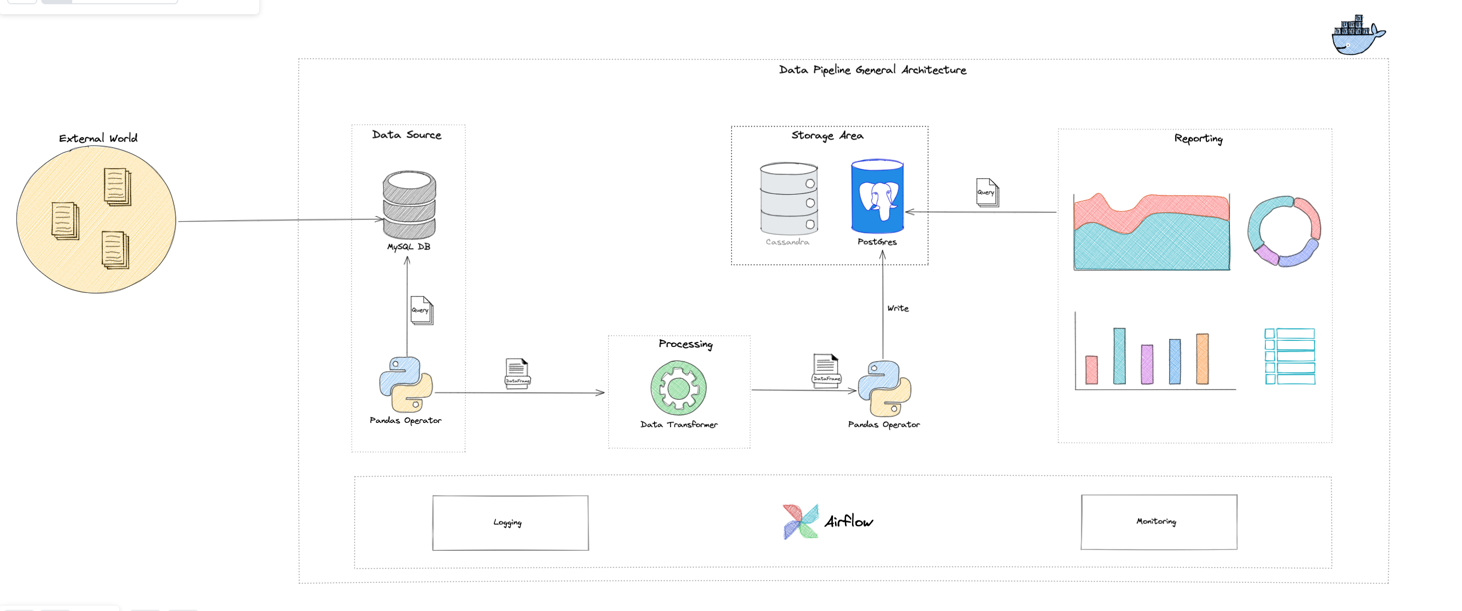 Data Pipeline General Architecture
External World
Data Source
MySQL DB
Query
Pandas Operator
DataFrame
Processing
Data Transformer
DataFrame
Pandas Operator
Write
Storage Area
Cassandra
PostGres
Query
Reporting
Logging
Airflow
Monitoring